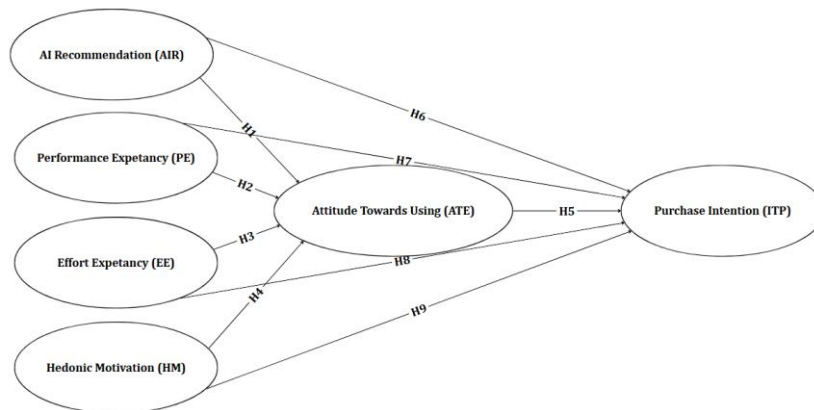 AI Recommendation (AIR)
H6
H1
Performance Expetancy (PE)
H7
H2
Attitude Towards Using (ATE)
H5
Purchase Intention (ITP)
H3
Effort Expetancy (EE)
H8
H4
H9
Hedonic Motivation (HM)